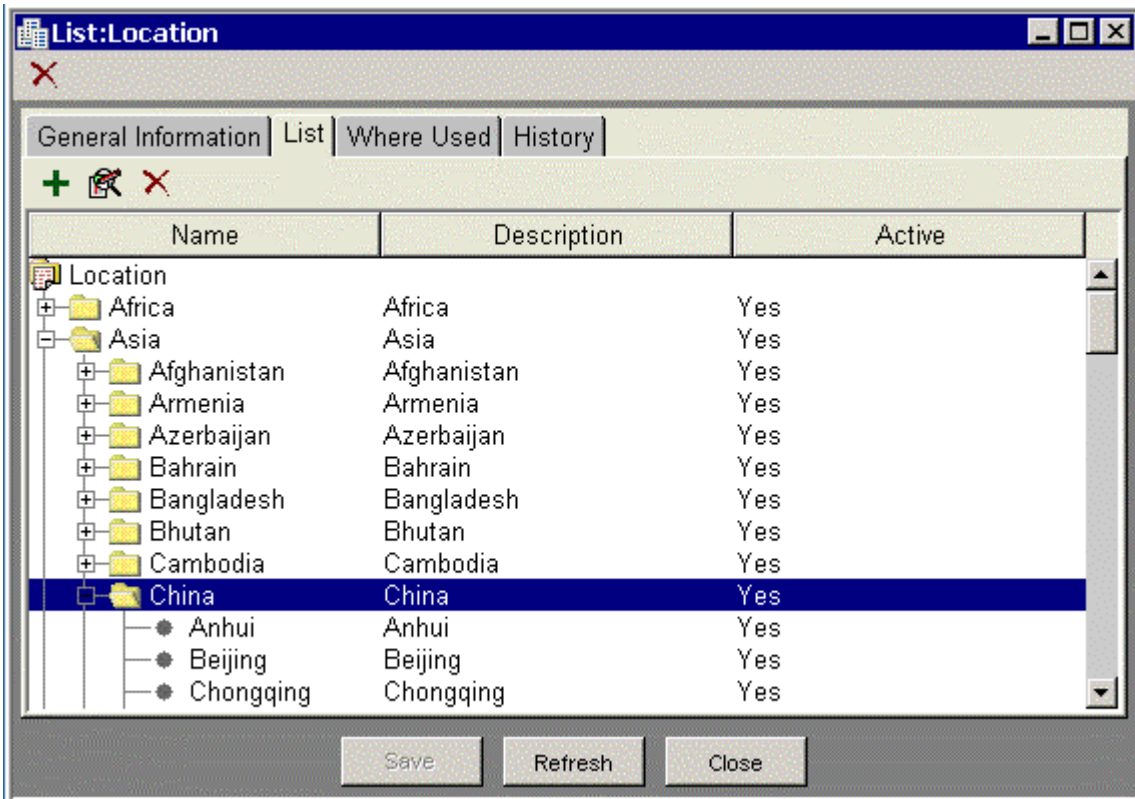 List:Location
General Information List Where Used History
Name Description Active
Location
Africa Africa Yes
Asia Asia Yes
Afghanistan Afghanistan Yes
Armenia Armenia Yes
Azerbaijan Azerbaijan Yes
Bahrain Bahrain Yes
Bangladesh Bangladesh Yes
Bhutan Bhutan Yes
Cambodia Cambodia Yes
China China Yes
Anhui Anhui Yes
Beijing Beijing Yes
Chongqing Chongqing Yes
Save Refresh Close